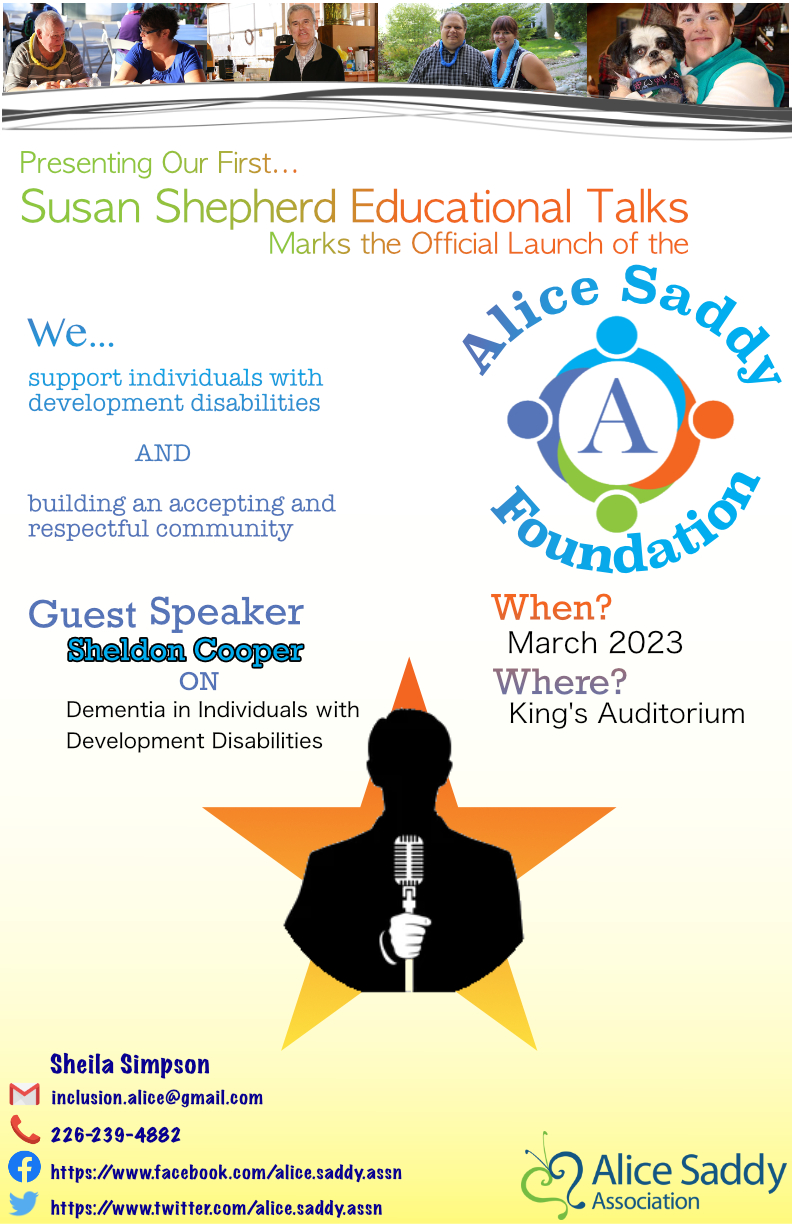 Presenting Our First...
Susan Shepherd Educational Talks
Marks the Official Launch of the
Alice Saddy
A
Foundation
We...
support individuals with
development disabilities
AND
building an accepting and
respectful community
Guest Speaker
Sheldon Cooper
ON
Dementia in Individuals with
Development Disabilities
When?
March 2023
Where?
King's Auditorium
Sheila Simpson
inclusion.alice@gmail.com
226-239-4882
https://www.facebook.com/alice.saddy.assn
https://www.twitter.com/alice.saddy.assn
Alice Saddy
Association